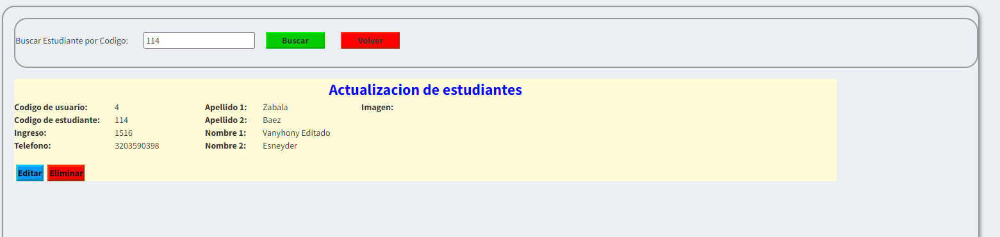 Buscar Estudiante por Codigo: 114 Buscar Volver
Actualizacion de estudiantes
Codigo de usuario: 4 Apellido 1: Zabala Imagen:
Codigo de estudiante: 114 Apellido 2: Baez
Ingreso: 1516 Nombre 1: Vanyhony Editado
Telefono: 3203590398 Nombre 2: Esneyder
Editar Eliminar